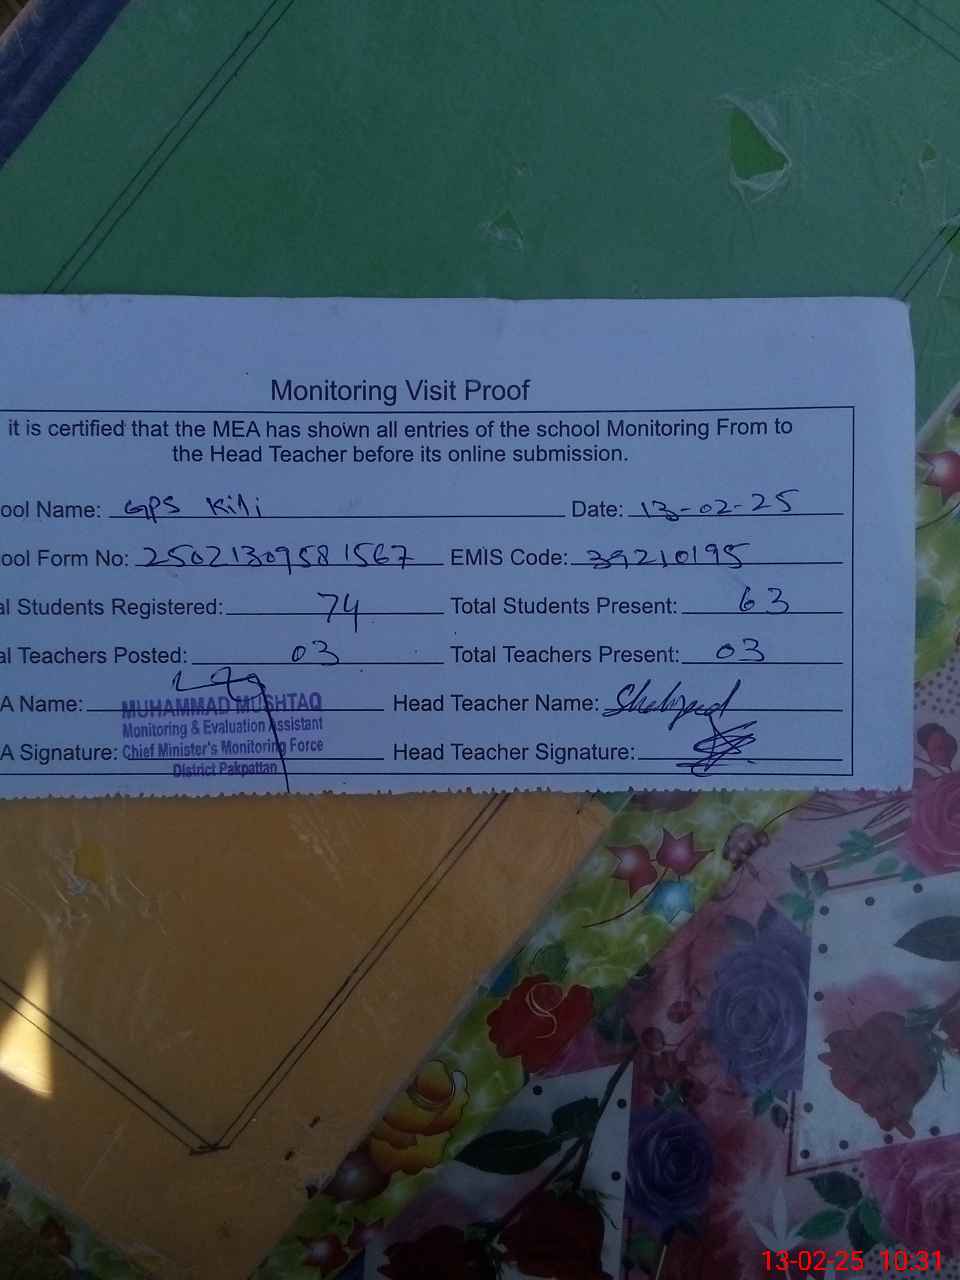 Monitoring Visit Proof
it is certified that the MEA has shown all entries of the school Monitoring From to
the Head Teacher before its online submission.
ool Name: GPS Kili Date: 13-02-25
ool Form No: 25021309581567 EMIS Code: 39210195
al Students Registered: 74 Total Students Present: 63
al Teachers Posted: 03 Total Teachers Present: 03
A Name: MUHAMMAD MUSHTAQ Head Teacher Name: Shahzad
Monitoring & Evaluation Assistant
A Signature: Chief Minister's Monitoring Force Head Teacher Signature:
District Pakpattan
13-02-25 10:31